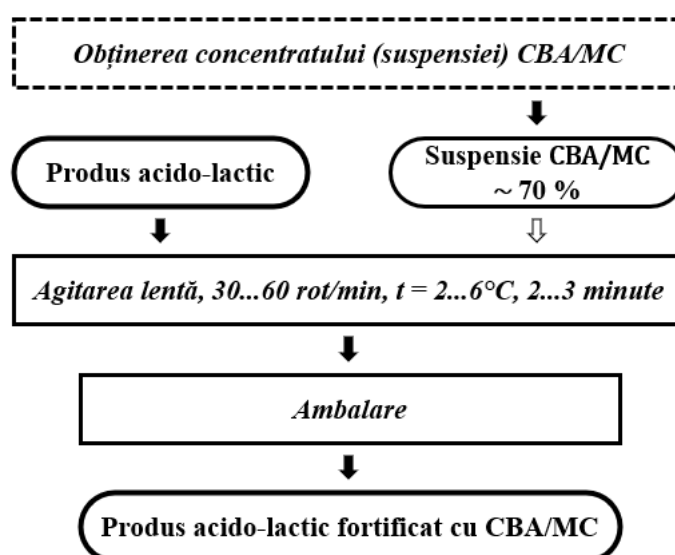 Obținerea concentratului (suspensiei) CBA/MC
Produs acido-lactic
Suspensie CBA/MC
~ 70 %
Agitarea lentă, 30...60 rot/min, t = 2...6°C, 2...3 minute
Ambalare
Produs acido-lactic fortificat cu CBA/MC